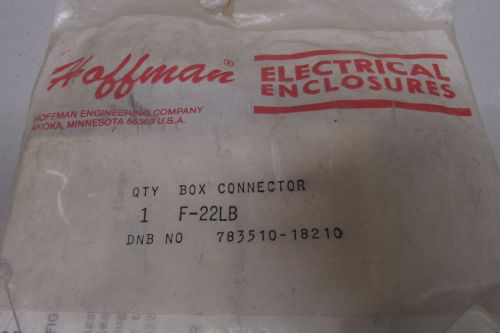 Hoffman®
ELECTRICAL
ENCLOSURES
HOFFMAN ENGINEERING COMPANY
ANOKA, MINNESOTA 55303 U.S.A.
QTY BOX CONNECTOR
1 F-22LB
DNB NO 783510-18210